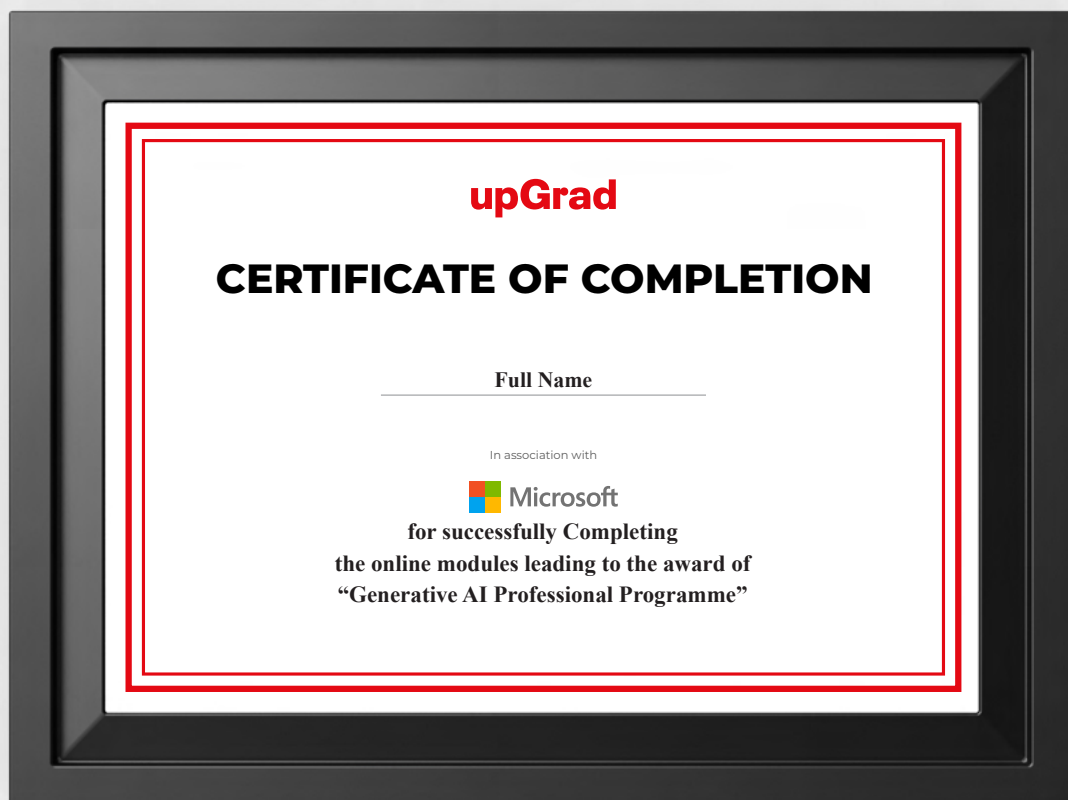 upGrad
CERTIFICATE OF COMPLETION
Full Name
In association with
Microsoft
for successfully Completing
the online modules leading to the award of
“Generative AI Professional Programme”